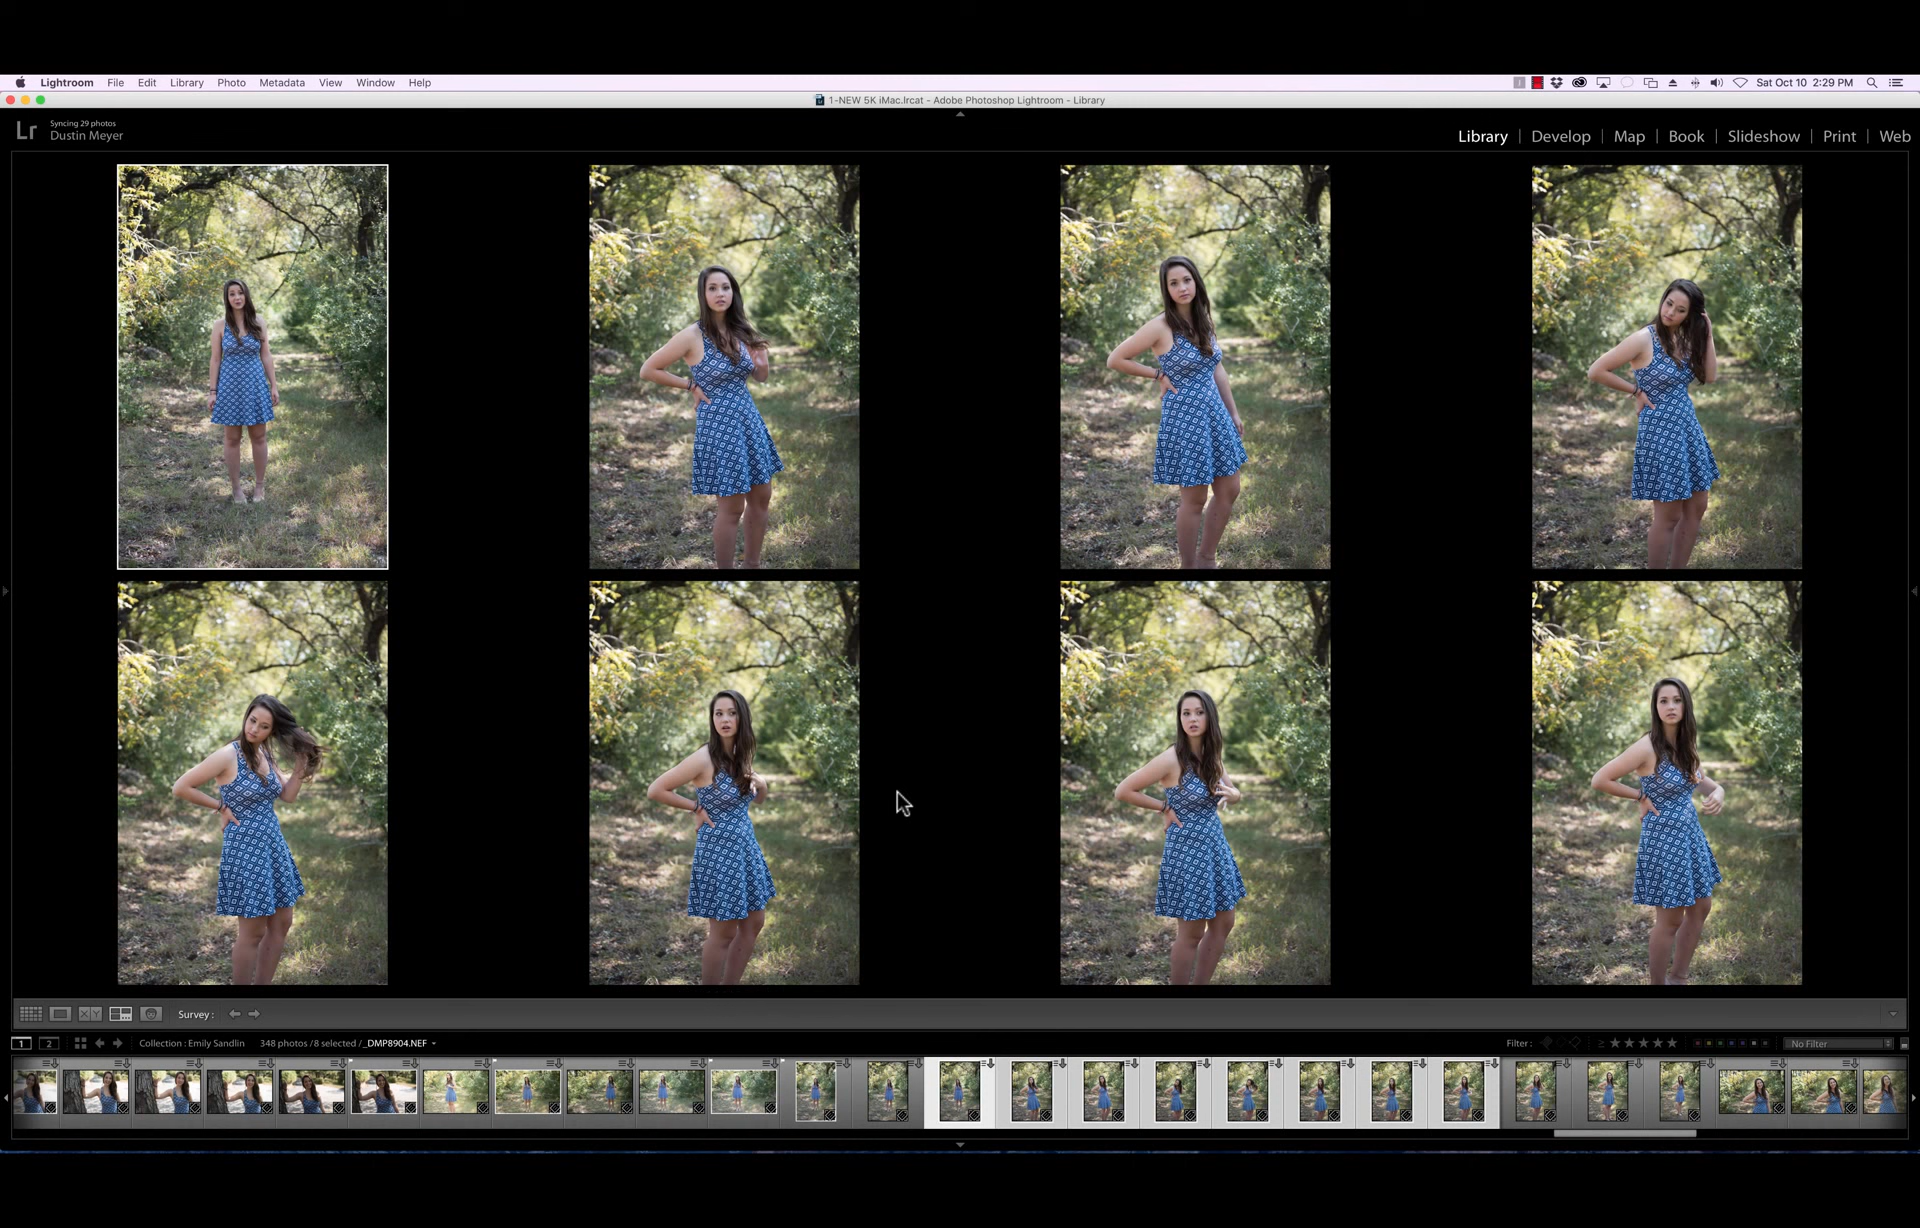 Lightroom File Edit Library Photo Metadata View Window Help Sat Oct 10 2:29 PM
1-NEW 5K iMac.lrcat - Adobe Photoshop Lightroom - Library
Lr
Syncing 29 photos
Dustin Meyer
Library | Develop | Map | Book | Slideshow | Print | Web
XY Survey :
1 2 Collection : Emily Sandlin 348 photos /8 selected /_DMP8904.NEF Filter : ≥ ★★★★★ No Filter